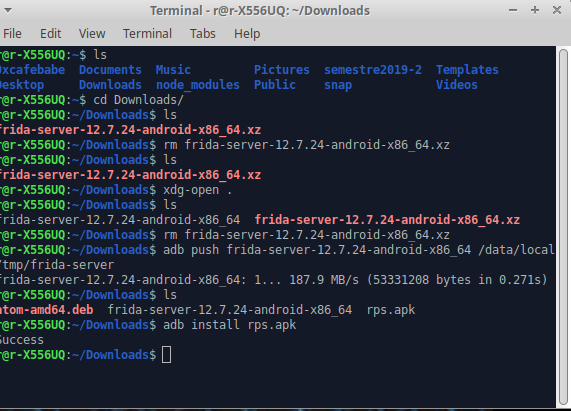 Terminal - r@r-X556UQ: ~/Downloads
File Edit View Terminal Tabs Help
r@r-X556UQ:~$ ls
0xcafebabe Documents Music Pictures semestre2019-2 Templates
Desktop Downloads node_modules Public snap Videos
r@r-X556UQ:~$ cd Downloads/
r@r-X556UQ:~/Downloads$ ls
frida-server-12.7.24-android-x86_64.xz
r@r-X556UQ:~/Downloads$ rm frida-server-12.7.24-android-x86_64.xz
r@r-X556UQ:~/Downloads$ ls
frida-server-12.7.24-android-x86_64.xz
r@r-X556UQ:~/Downloads$ xdg-open .
r@r-X556UQ:~/Downloads$ ls
frida-server-12.7.24-android-x86_64 frida-server-12.7.24-android-x86_64.xz
r@r-X556UQ:~/Downloads$ rm frida-server-12.7.24-android-x86_64.xz
r@r-X556UQ:~/Downloads$ adb push frida-server-12.7.24-android-x86_64 /data/local
/tmp/frida-server
frida-server-12.7.24-android-x86_64: 1... 187.9 MB/s (53331208 bytes in 0.271s)
r@r-X556UQ:~/Downloads$ ls
atom-amd64.deb frida-server-12.7.24-android-x86_64 rps.apk
r@r-X556UQ:~/Downloads$ adb install rps.apk
Success
r@r-X556UQ:~/Downloads$